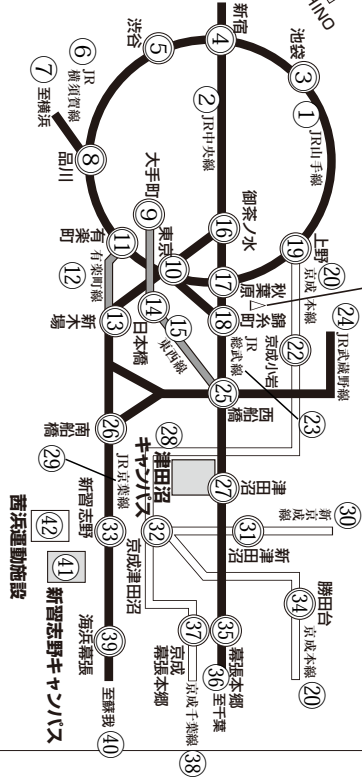 HINO
新宿
④
渋谷
⑤
池袋
③
①
JR山手線
②
JR中央線
⑥
JR
横須賀線
⑦
至横浜
⑧
品川
大手町
⑨
東京
⑩
有楽町
⑪
有楽町線
⑫
新木場
⑬
日本橋
⑭
⑮
東西線
御茶ノ水
⑯
秋葉原
⑰
錦糸町
⑱
上野
⑲
⑳
京成本線
京成小岩
㉒
JR
総武線
㉓
㉔
JR武蔵野線
西船橋
㉕
南船橋
㉖
津田沼
㉗
㉘
津田沼
キャンパス
㉙
JR京葉線
㉚
新京成線
新津田沼
㉛
京成津田沼
㉜
新習志野
㉝
勝田台
㉞
京成本線
⑳
幕張本郷
㉟
㊱
至千葉
京成
幕張本郷
㊲
京成千葉線
㊳
海浜幕張
㊴
至蘇我
㊵
㊶
新習志野キャンパス
㊷
茜浜運動施設